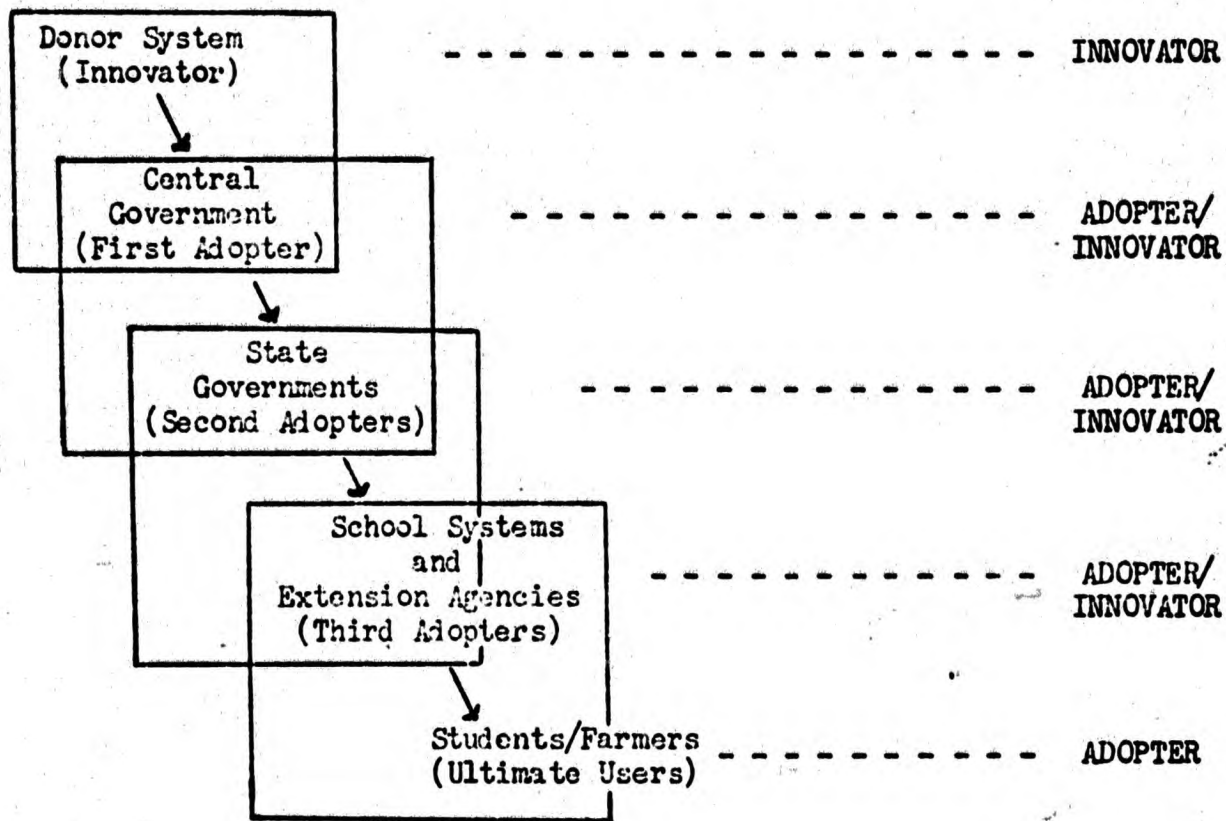 Donor System
(Innovator)
INNOVATOR
Central
Government
(First Adopter)
ADOPTER/
INNOVATOR
State
Governments
(Second Adopters)
ADOPTER/
INNOVATOR
School Systems
and
Extension Agencies
(Third Adopters)
ADOPTER/
INNOVATOR
Students/Farmers
(Ultimate Users)
ADOPTER